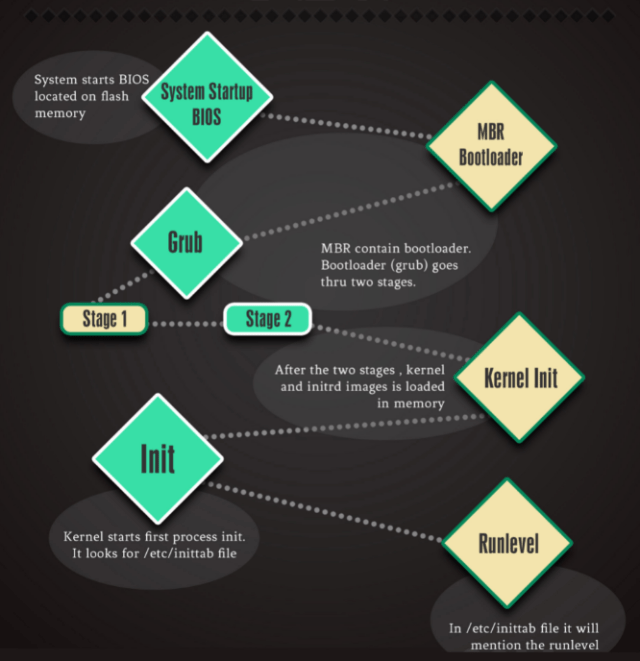 System starts BIOS
located on flash
memory
System Startup
BIOS
MBR
Bootloader
Grub
MBR contain bootloader.
Bootloader (grub) goes
thru two stages.
Stage 1
Stage 2
After the two stages , kernel
and initrd images is loaded
in memory
Kernel Init
Init
Kernel starts first process init.
It looks for /etc/inittab file
Runlevel
In /etc/inittab file it will
mention the runlevel